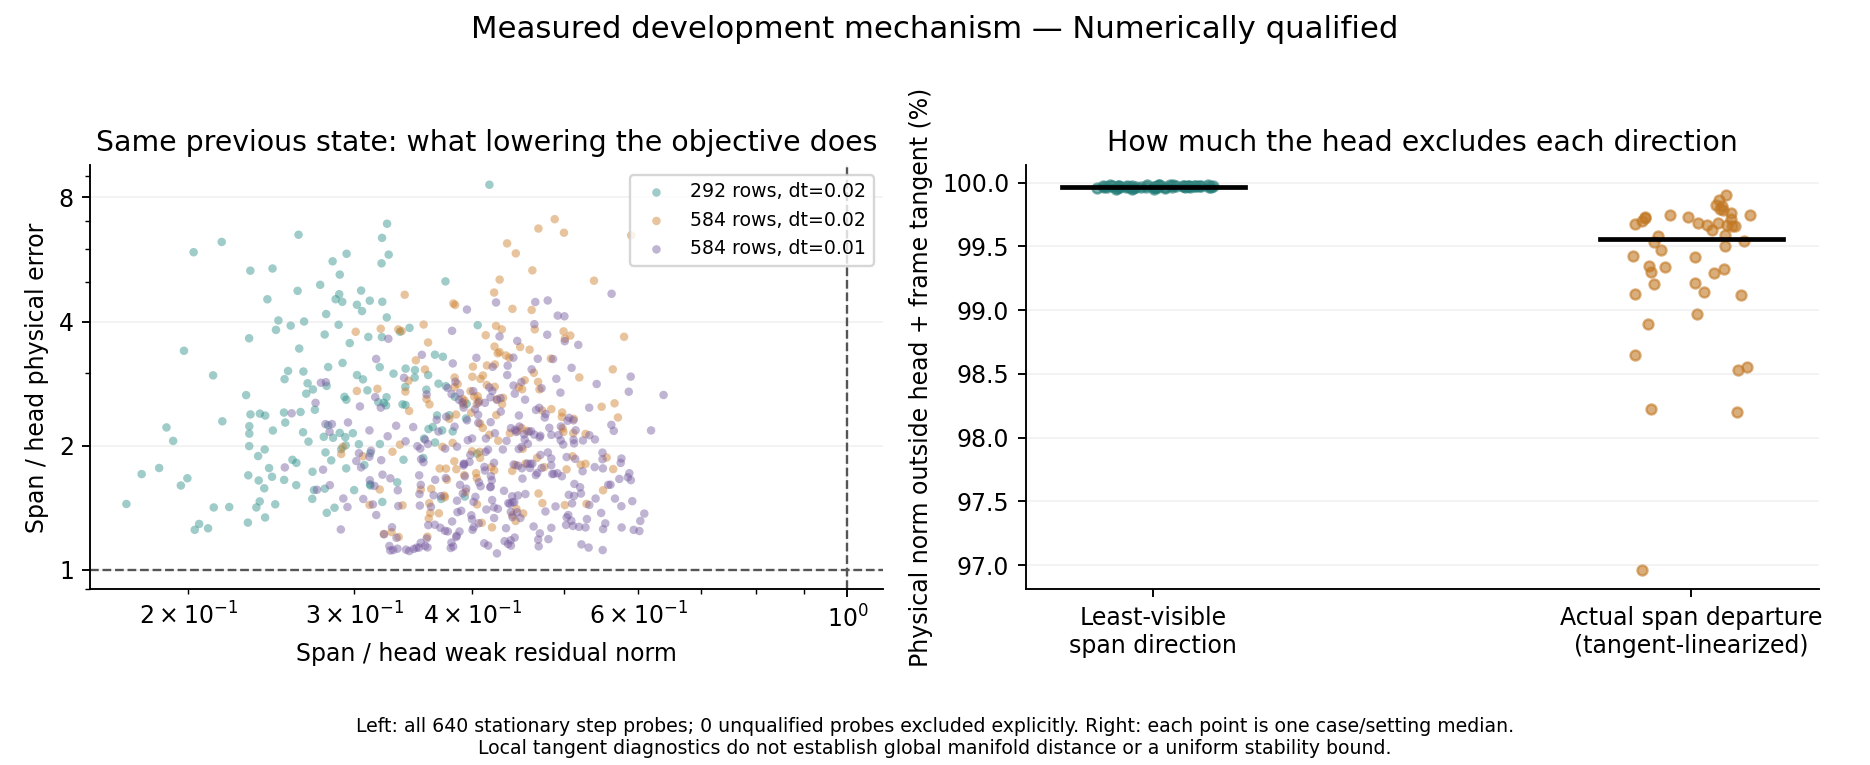 Measured development mechanism — Numerically qualified
Same previous state: what lowering the objective does
Span / head physical error
8
4
2
1
292 rows, dt=0.02
584 rows, dt=0.02
584 rows, dt=0.01
2 × 10⁻¹
3 × 10⁻¹
4 × 10⁻¹
6 × 10⁻¹
10⁰
Span / head weak residual norm
How much the head excludes each direction
Physical norm outside head + frame tangent (%)
100.0
99.5
99.0
98.5
98.0
97.5
97.0
Least-visible
span direction
Actual span departure
(tangent-linearized)
Left: all 640 stationary step probes; 0 unqualified probes excluded explicitly. Right: each point is one case/setting median.
Local tangent diagnostics do not establish global manifold distance or a uniform stability bound.